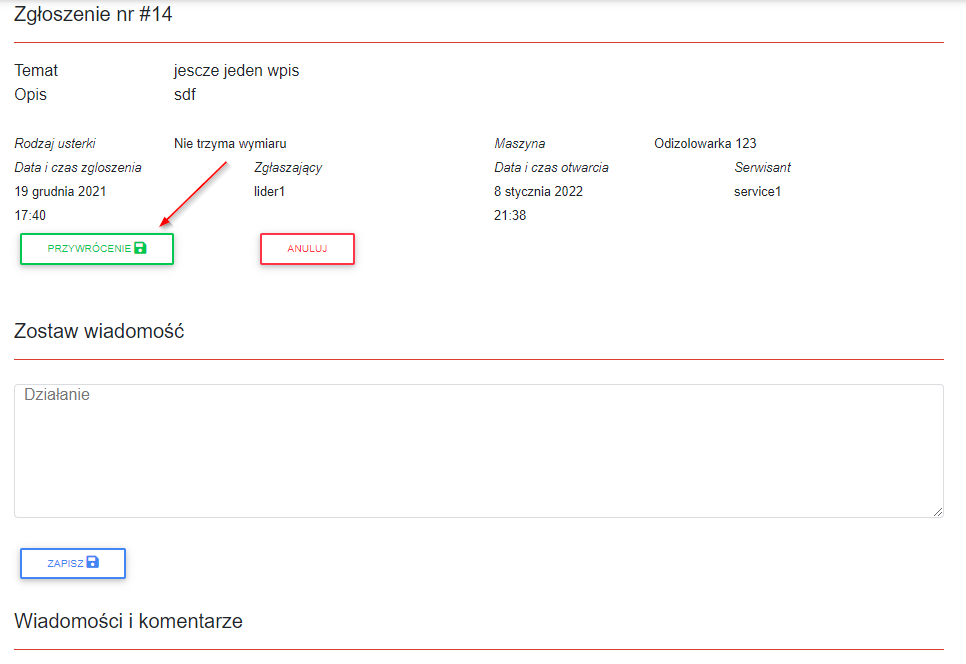 Zgłoszenie nr #14
Temat jescze jeden wpis
Opis sdf
Rodzaj usterki Nie trzyma wymiaru Maszyna Odizolowarka 123
Data i czas zgloszenia Zgłaszający Data i czas otwarcia Serwisant
19 grudnia 2021 lider1 8 stycznia 2022 service1
17:40 21:38
PRZYWRÓCENIE ANULUJ
Zostaw wiadomość
Działanie
ZAPISZ
Wiadomości i komentarze